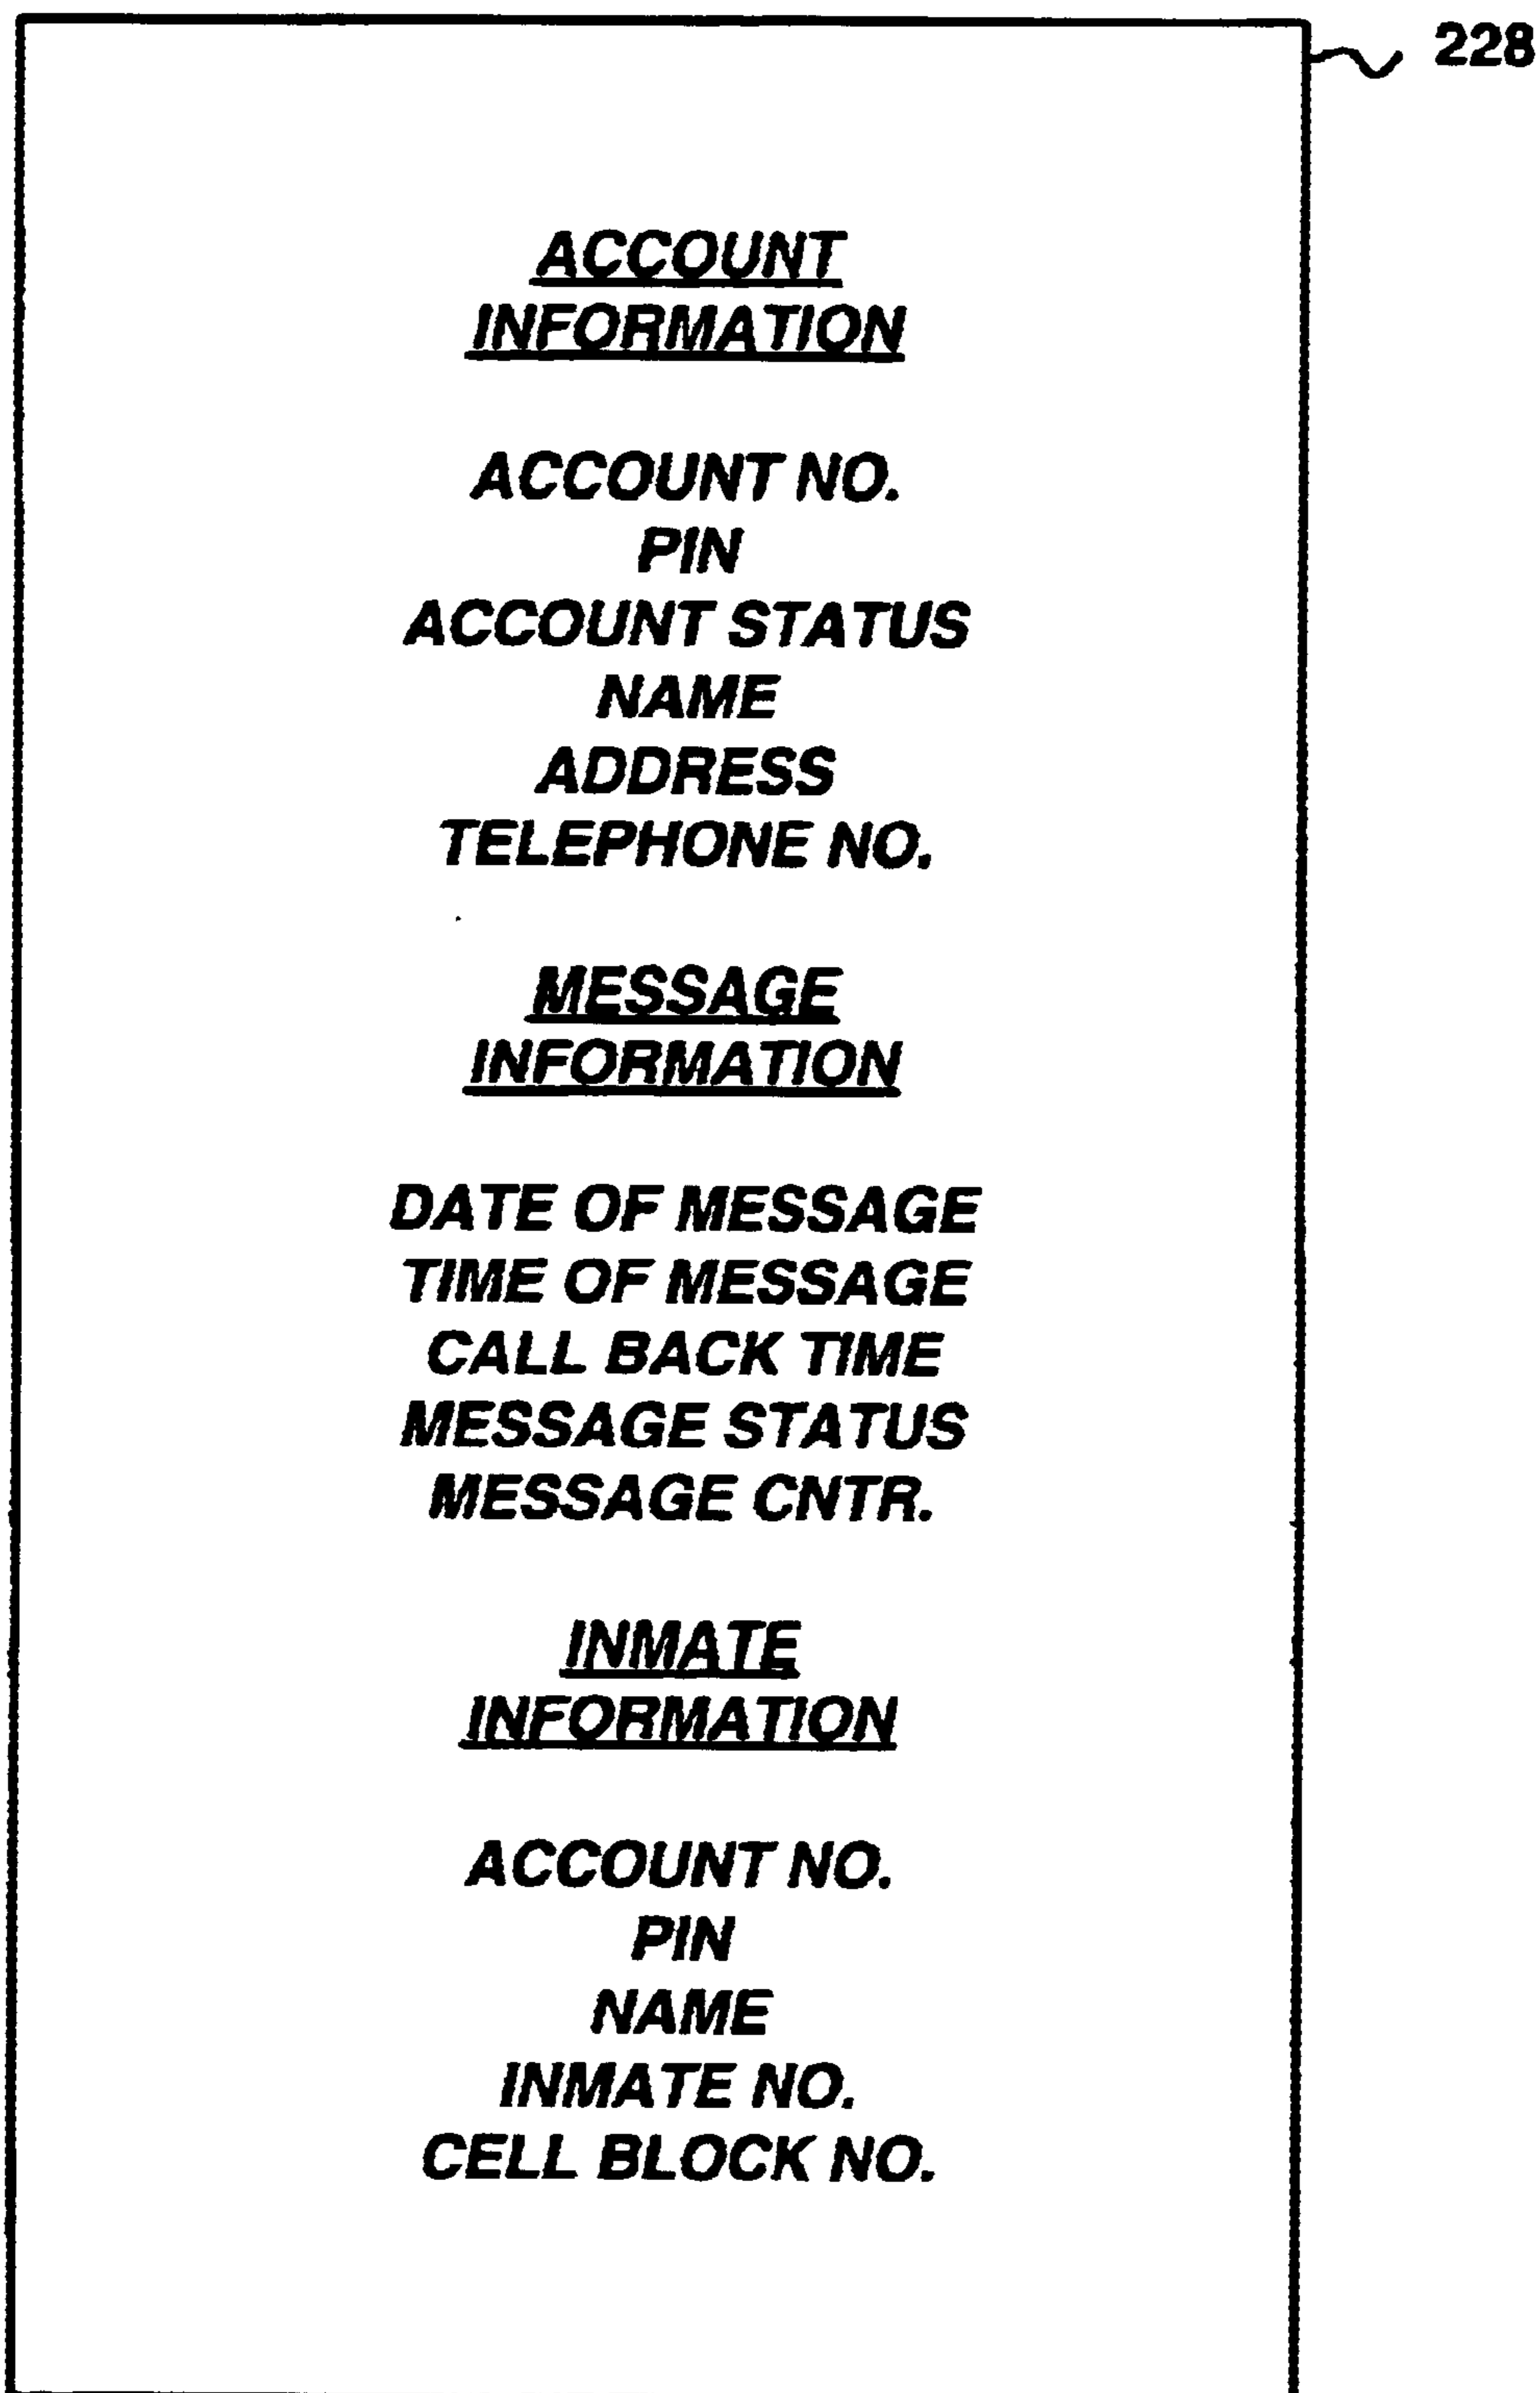 228
ACCOUNT
INFORMATION
ACCOUNT NO.
PIN
ACCOUNT STATUS
NAME
ADDRESS
TELEPHONE NO.
MESSAGE
INFORMATION
DATE OF MESSAGE
TIME OF MESSAGE
CALL BACK TIME
MESSAGE STATUS
MESSAGE CNTR.
INMATE
INFORMATION
ACCOUNT NO.
PIN
NAME
INMATE NO.
CELL BLOCK NO.